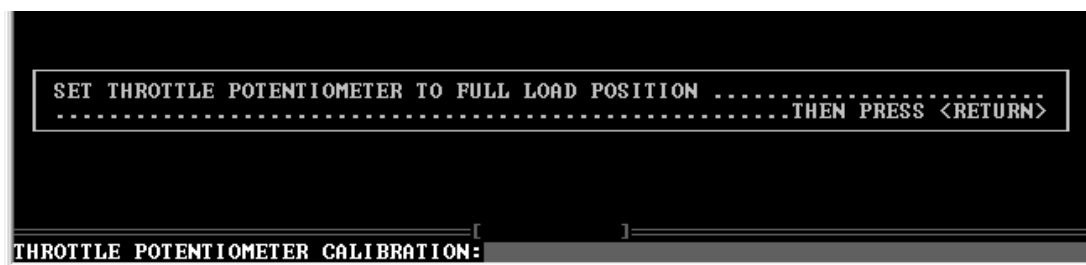 SET THROTTLE POTENTIOMETER TO FULL LOAD POSITION .........................
.......................................................THEN PRESS <RETURN>
[ ]
THROTTLE POTENTIOMETER CALIBRATION: